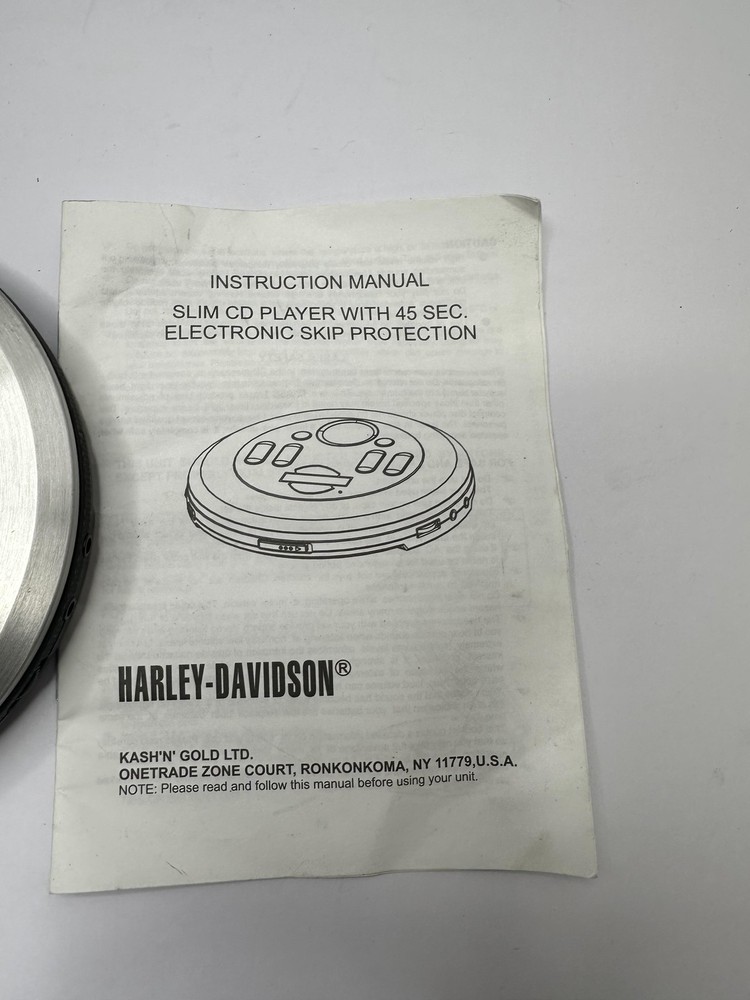 INSTRUCTION MANUAL
SLIM CD PLAYER WITH 45 SEC.
ELECTRONIC SKIP PROTECTION
HARLEY-DAVIDSON®
KASH'N' GOLD LTD.
ONETRADE ZONE COURT, RONKONKOMA, NY 11779,U.S.A.
NOTE: Please read and follow this manual before using your unit.